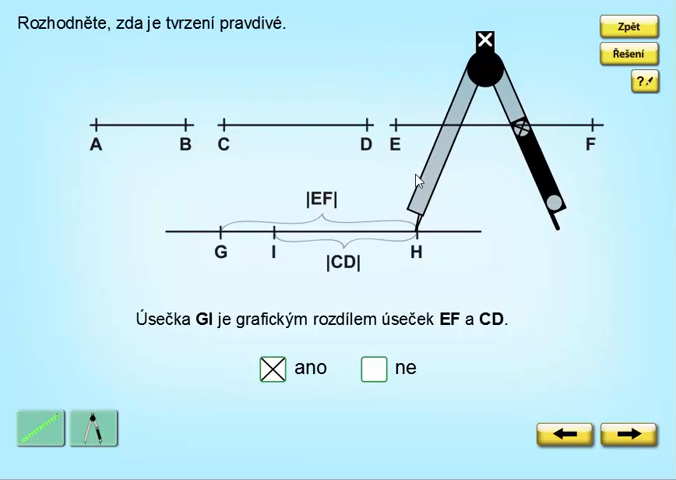 Rozhodněte, zda je tvrzení pravdivé.
Zpět
Řešení
?
A B C D E F
|EF|
G I H
|CD|
Úsečka GI je grafickým rozdílem úseček EF a CD.
ano ne